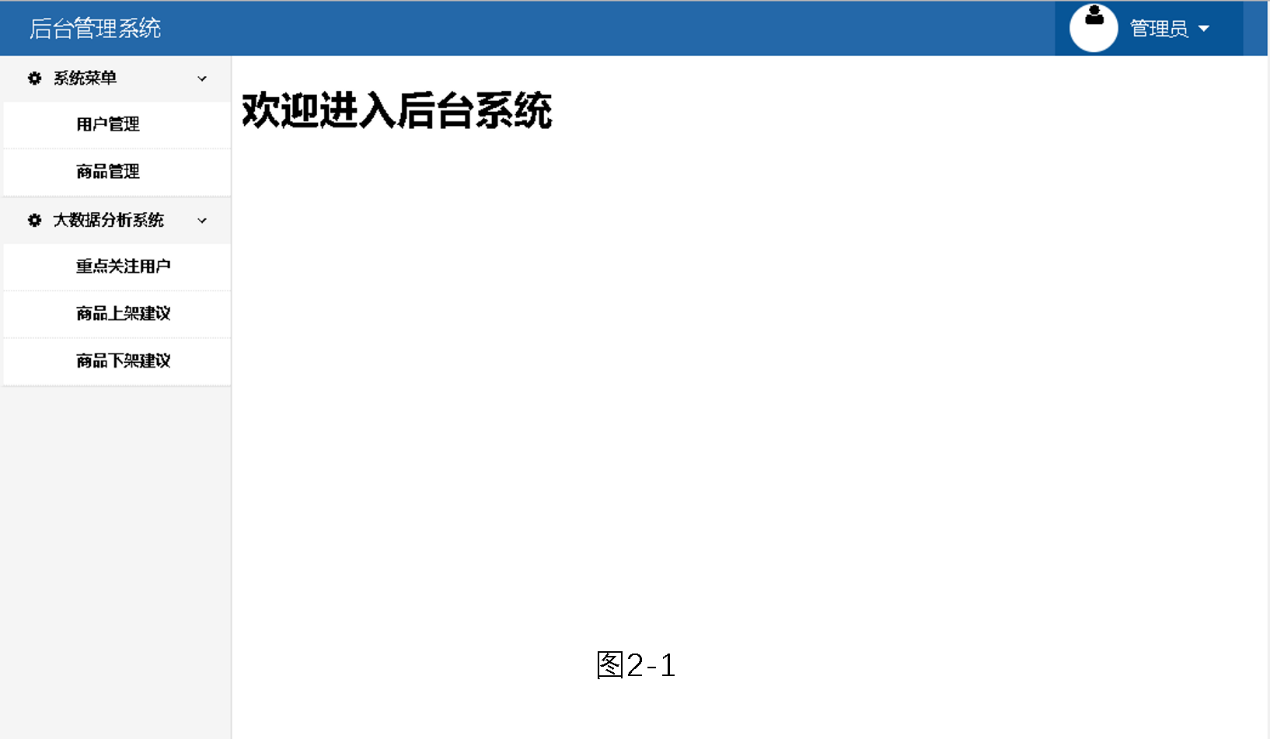 后台管理系统
管理员
系统菜单
用户管理
商品管理
大数据分析系统
重点关注用户
商品上架建议
商品下架建议
欢迎进入后台系统
图2-1